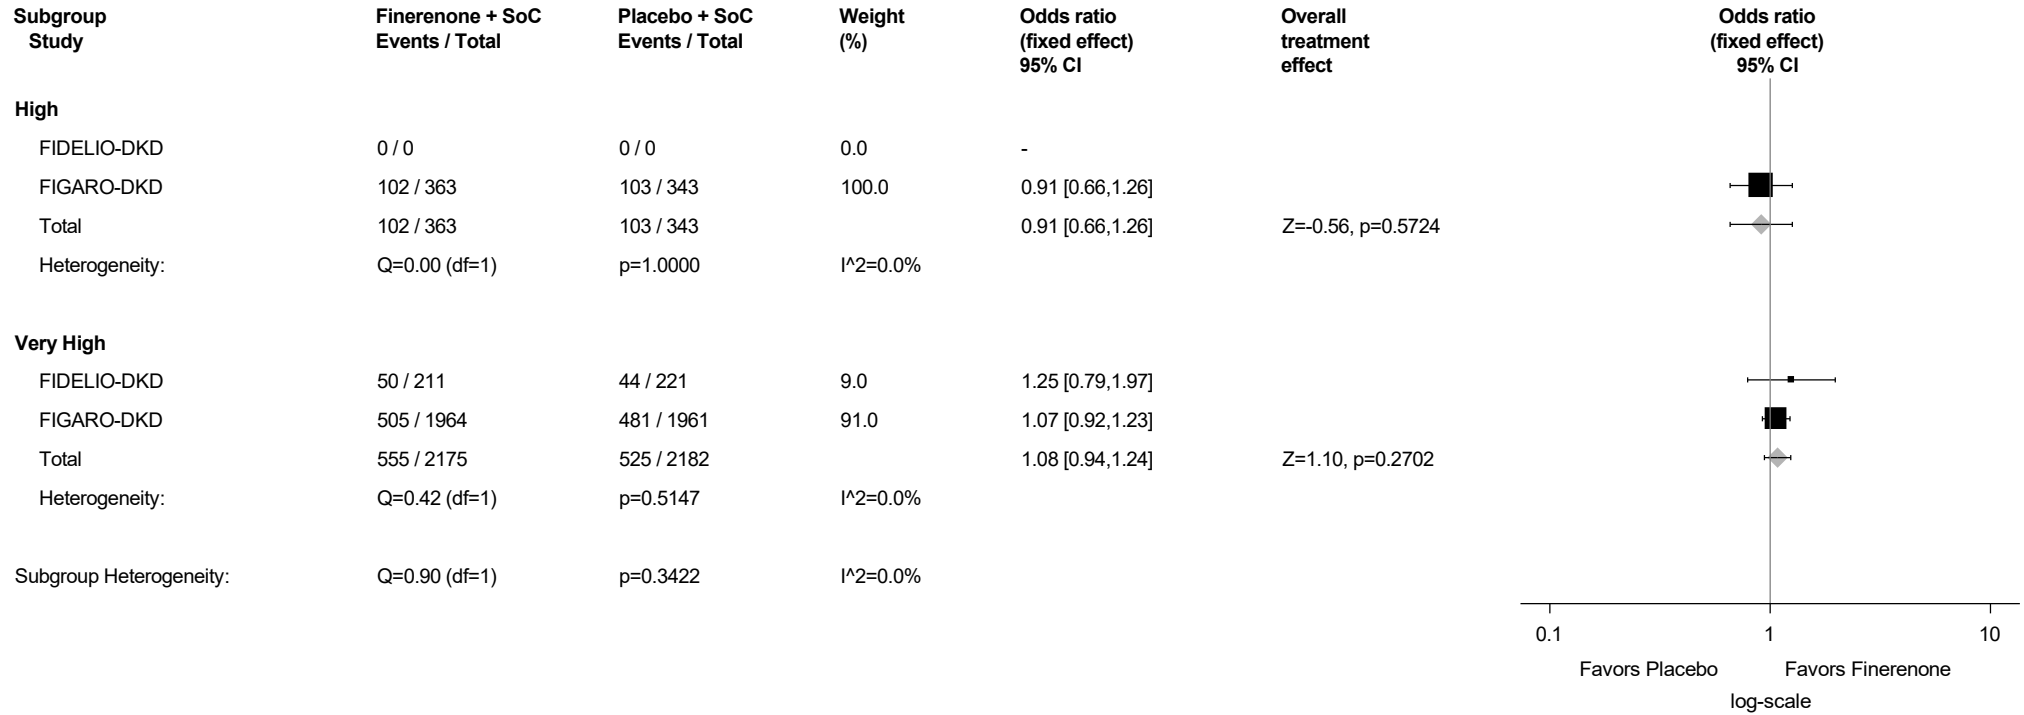 Subgroup Finerenone + SoC Placebo + SoC Weight Odds ratio Overall Odds ratio
Study Events / Total Events / Total (%) (fixed effect) treatment (fixed effect)
95% CI effect 95% CI
High
FIDELIO-DKD 0 / 0 0 / 0 0.0 -
FIGARO-DKD 102 / 363 103 / 343 100.0 0.91 [0.66,1.26]
Total 102 / 363 103 / 343 0.91 [0.66,1.26] Z=-0.56, p=0.5724
Heterogeneity: Q=0.00 (df=1) p=1.0000 I^2=0.0%
Very High
FIDELIO-DKD 50 / 211 44 / 221 9.0 1.25 [0.79,1.97]
FIGARO-DKD 505 / 1964 481 / 1961 91.0 1.07 [0.92,1.23]
Total 555 / 2175 525 / 2182 1.08 [0.94,1.24] Z=1.10, p=0.2702
Heterogeneity: Q=0.42 (df=1) p=0.5147 I^2=0.0%
Subgroup Heterogeneity: Q=0.90 (df=1) p=0.3422 I^2=0.0%
0.1 1 10
Favors Placebo Favors Finerenone
log-scale